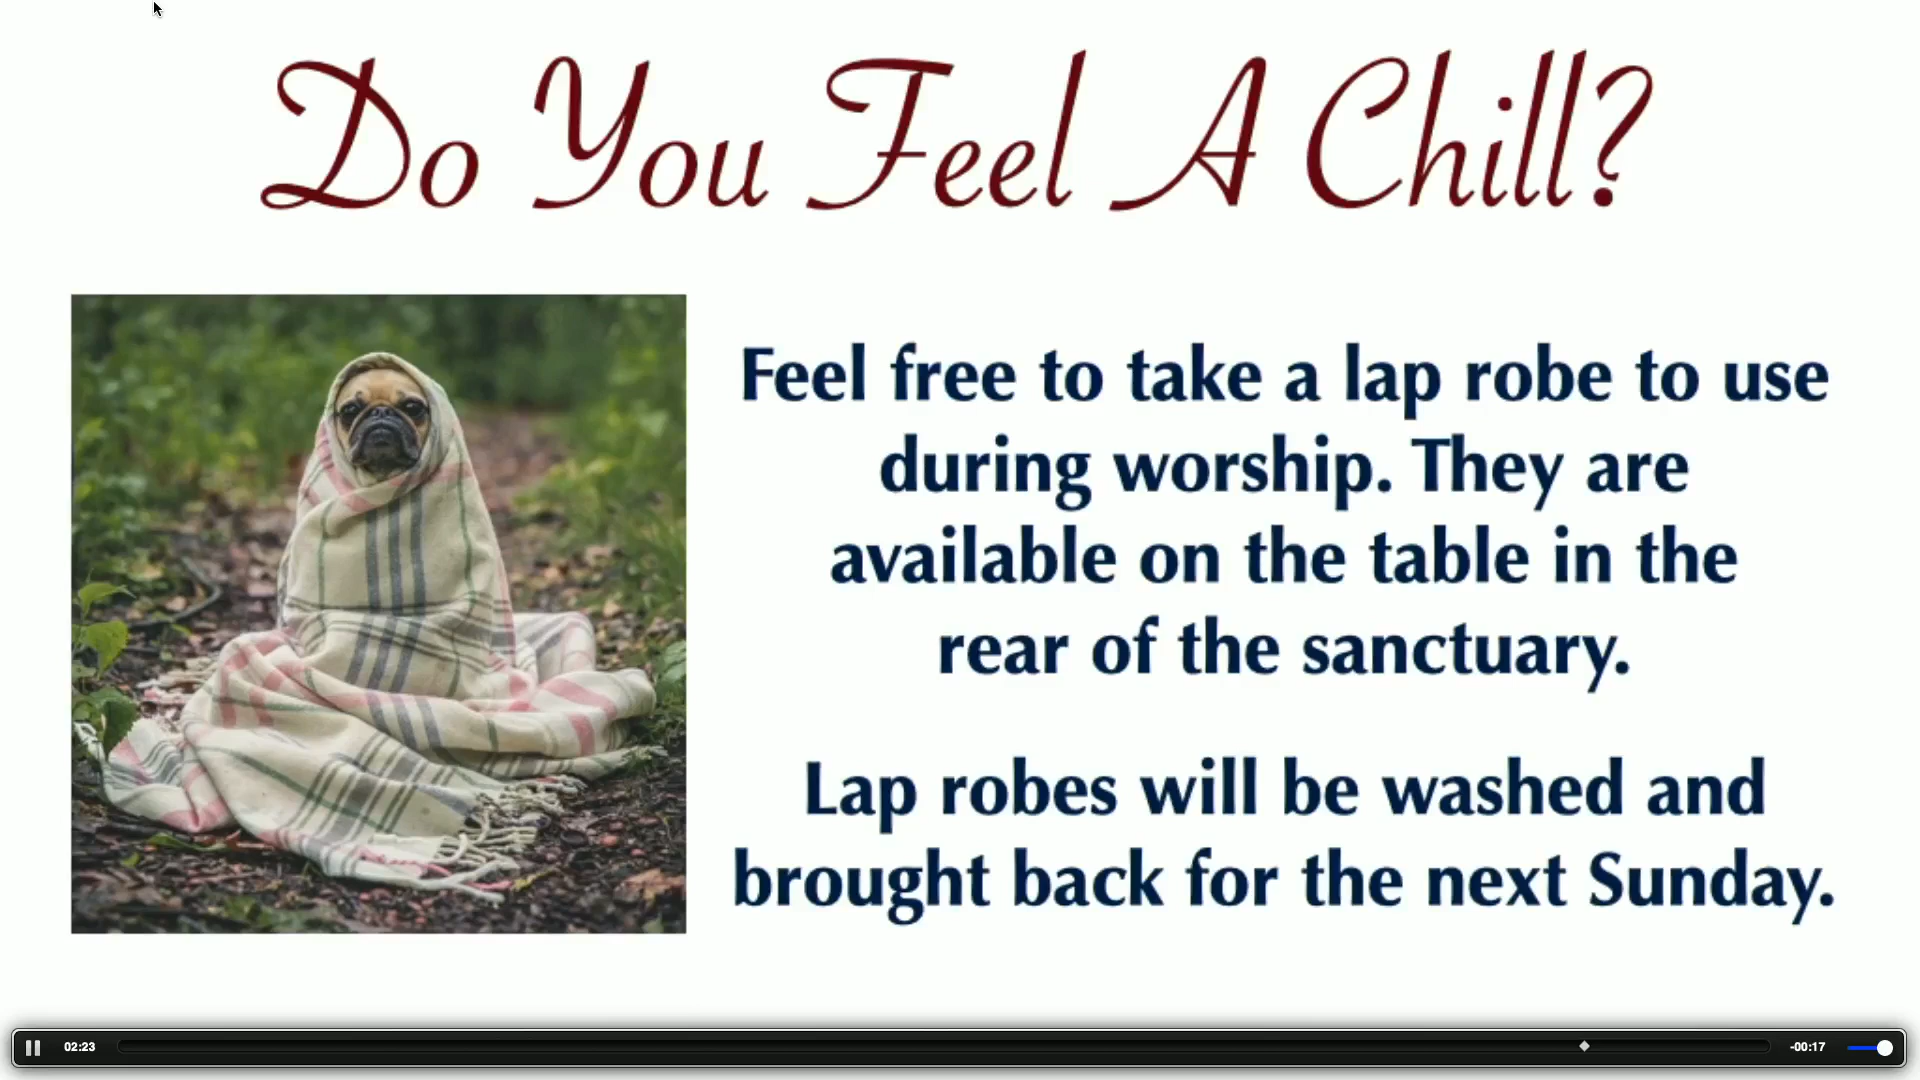 Do You Feel A Chill?
Feel free to take a lap robe to use
during worship. They are
available on the table in the
rear of the sanctuary.
Lap robes will be washed and
brought back for the next Sunday.
02:23
-00:17